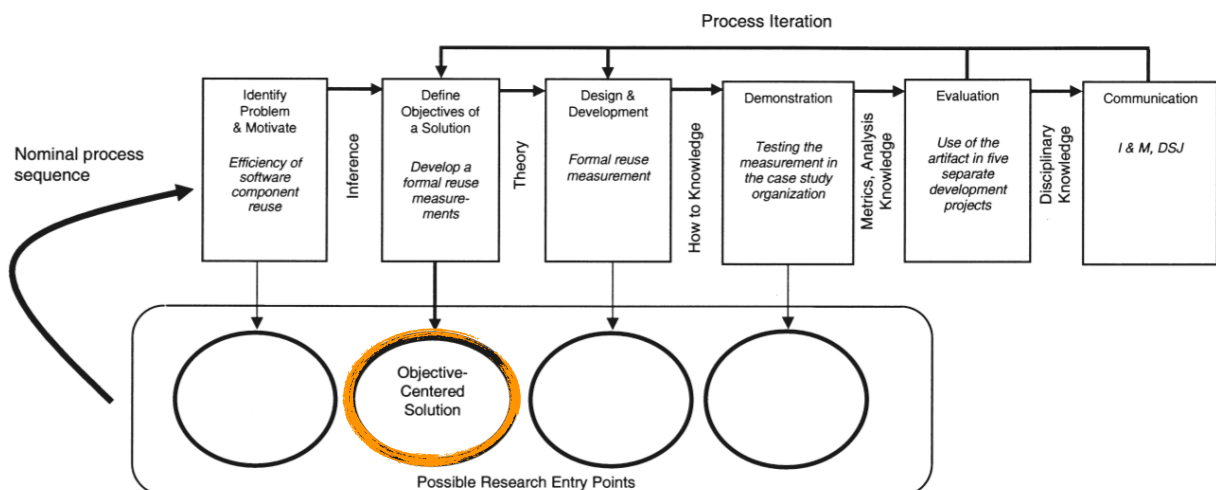 Process Iteration
Nominal process
sequence
Identify
Problem
& Motivate
Efficiency of
software
component
reuse
Inference
Define
Objectives of
a Solution
Develop a
formal reuse
measure-
ments
Theory
Design &
Development
Formal reuse
measurement
How to Knowledge
Demonstration
Testing the
measurement in
the case study
organization
Metrics, Analysis
Knowledge
Evaluation
Use of the
artifact in five
separate
development
projects
Disciplinary
Knowledge
Communication
I & M, DSJ
Objective-
Centered
Solution
Possible Research Entry Points